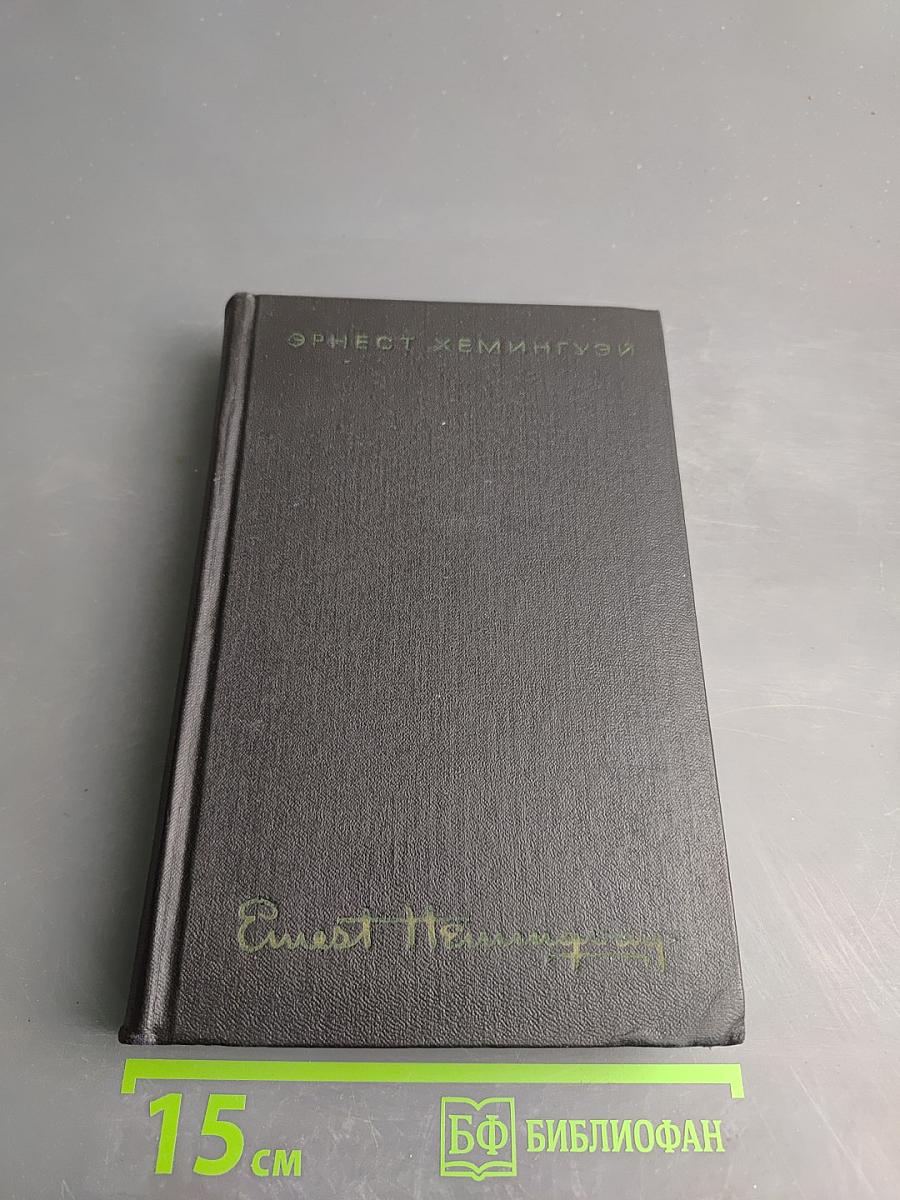 ЭРНЕСТ ХЕМИНГУЭЙ
Ernest Hemingway
15 см
БФ БИБЛИОФАН